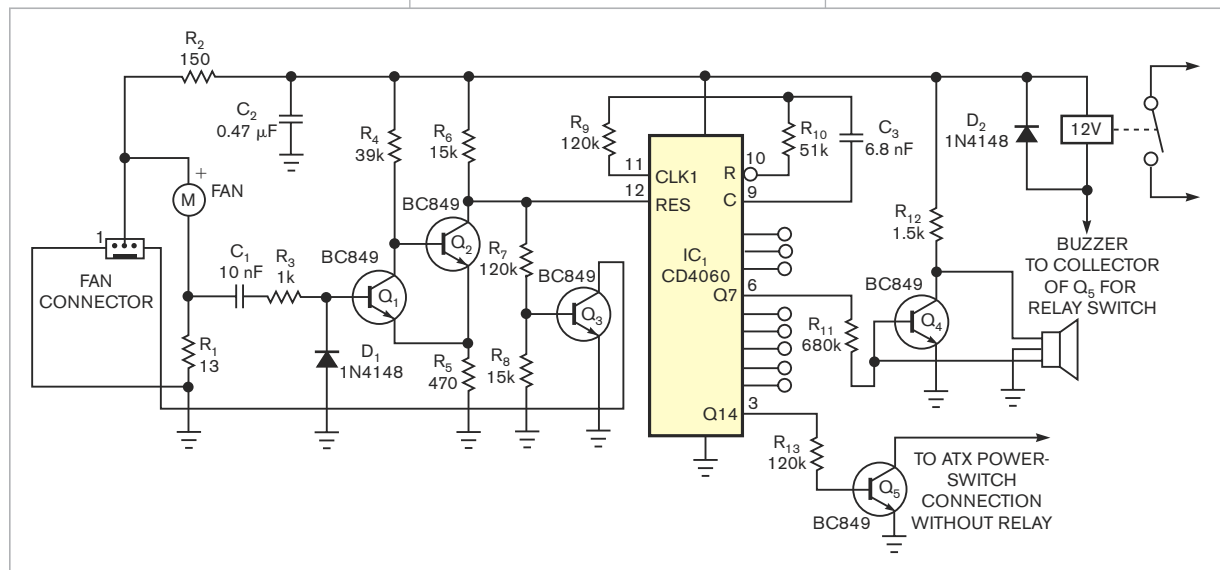 R2
150
C2
0.47 µF
R4
39k
R6
15k
R9
120k
R10
51k
C3
6.8 nF
D2
1N4148
12V
+
M
FAN
1
FAN
CONNECTOR
C1
10 nF
R3
1k
BC849
Q1
BC849
Q2
R7
120k
BC849
Q3
11
CLK1
12
RES
10
R
9
C
IC1
CD4060
Q7
6
Q14
3
R12
1.5k
BC849
Q4
R11
680k
BUZZER
TO COLLECTOR
OF Q5 FOR
RELAY SWITCH
R1
13
D1
1N4148
R5
470
R8
15k
R13
120k
Q5
BC849
TO ATX POWER-
SWITCH
CONNECTION
WITHOUT RELAY